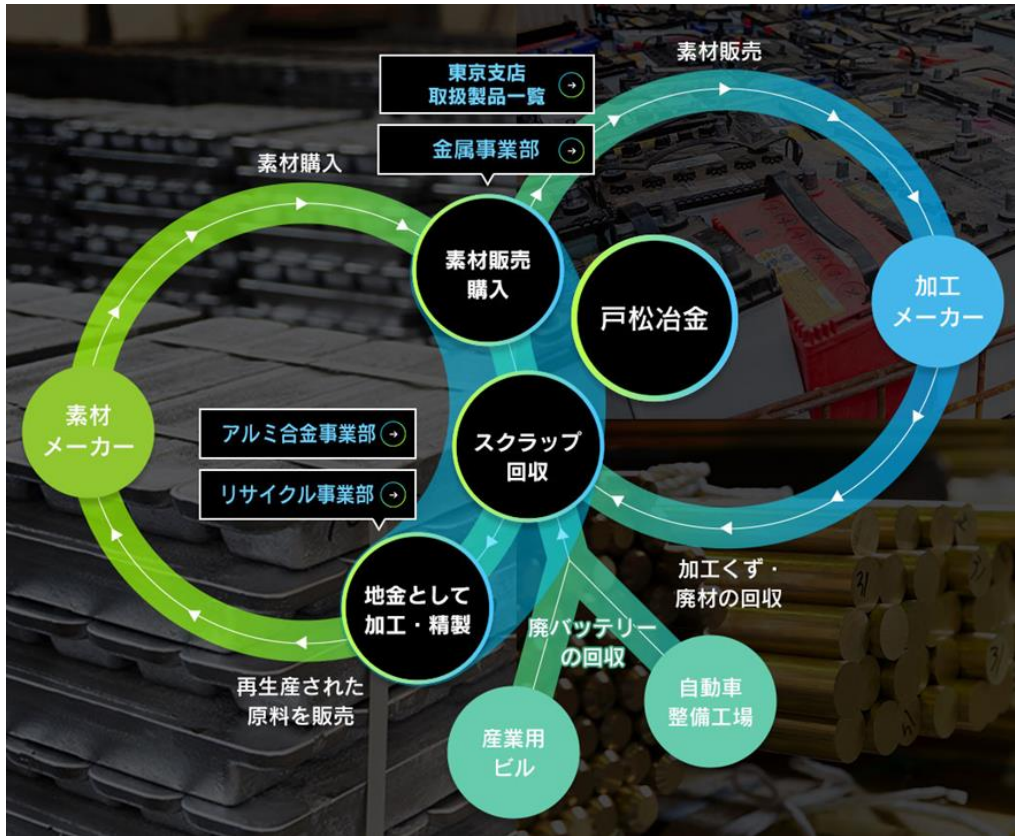 東京支店
取扱製品一覧
素材販売
金属事業部
素材購入
素材販売
購入
戸松冶金
加工
メーカー
素材
メーカー
アルミ合金事業部
リサイクル事業部
スクラップ
回収
地金として
加工・精製
加工くず・
廃材の回収
廃バッテリー
の回収
再生産された
原料を販売
自動車
整備工場
産業用
ビル